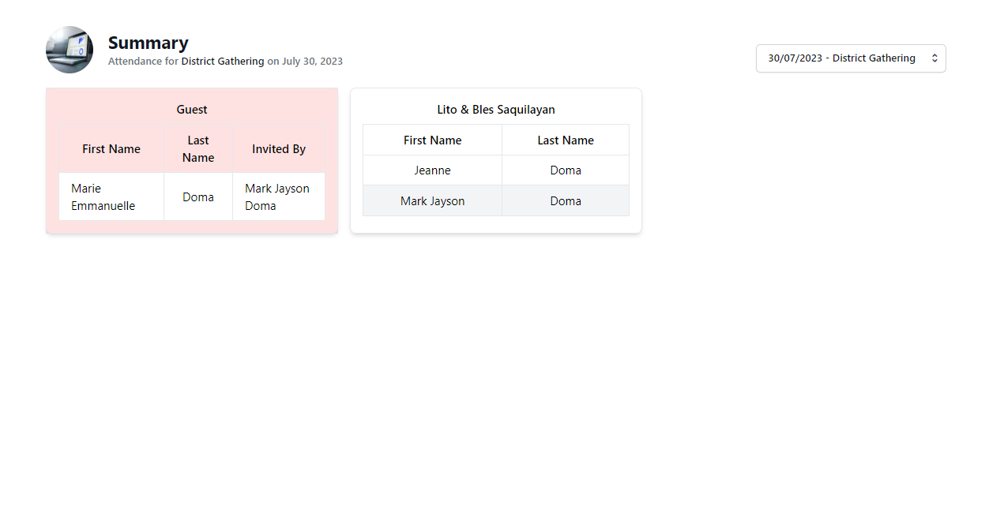 Summary
Attendance for District Gathering on July 30, 2023
30/07/2023 - District Gathering
Guest
First Name Last Name Invited By
Marie Emmanuelle Doma Mark Jayson Doma
Lito & Bles Saquilayan
First Name Last Name
Jeanne Doma
Mark Jayson Doma